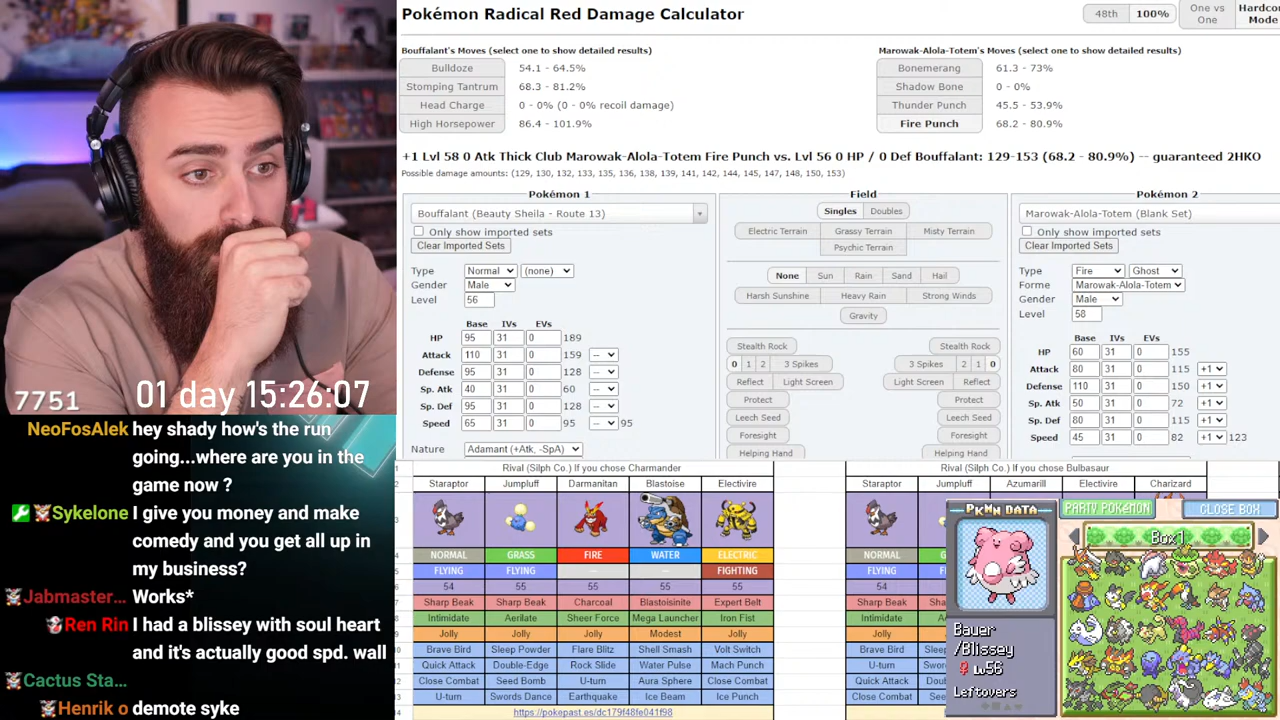 Pokémon Radical Red Damage Calculator
48th 100%
One vs One
Hardcore Mode
Bouffalant's Moves (select one to show detailed results)
Bulldoze 54.1 - 64.5%
Stomping Tantrum 68.3 - 81.2%
Head Charge 0 - 0% (0 - 0% recoil damage)
High Horsepower 86.4 - 101.9%
Marowak-Alola-Totem's Moves (select one to show detailed results)
Bonemerang 61.3 - 73%
Shadow Bone 0 - 0%
Thunder Punch 45.5 - 53.9%
Fire Punch 68.2 - 80.9%
+1 Lvl 58 0 Atk Thick Club Marowak-Alola-Totem Fire Punch vs. Lvl 56 0 HP / 0 Def Bouffalant: 129-153 (68.2 - 80.9%) -- guaranteed 2HKO
Possible damage amounts: (129, 130, 132, 133, 135, 136, 138, 139, 141, 142, 144, 145, 147, 148, 150, 153)
Pokémon 1
Bouffalant (Beauty Sheila - Route 13)
Only show imported sets
Clear Imported Sets
Type Normal (none)
Gender Male
Level 56
Base IVs EVs
HP 95 31 0 189
Attack 110 31 0 159 --
Defense 95 31 0 128 --
Sp. Atk 40 31 0 60 --
Sp. Def 95 31 0 128 --
Speed 65 31 0 95 -- 95
Nature Adamant (+Atk, -SpA)
Field
Singles Doubles
Electric Terrain Grassy Terrain Misty Terrain
Psychic Terrain
None Sun Rain Sand Hail
Harsh Sunshine Heavy Rain Strong Winds
Gravity
Stealth Rock Stealth Rock
0 1 2 3 Spikes 3 Spikes 2 1 0
Reflect Light Screen Light Screen Reflect
Protect Protect
Leech Seed Leech Seed
Foresight Foresight
Helping Hand Helping Hand
Pokémon 2
Marowak-Alola-Totem (Blank Set)
Only show imported sets
Clear Imported Sets
Type Fire Ghost
Forme Marowak-Alola-Totem
Gender Male
Level 58
Base IVs EVs
HP 60 31 0 155
Attack 80 31 0 115 +1
Defense 110 31 0 150 +1
Sp. Atk 50 31 0 72 +1
Sp. Def 80 31 0 115 +1
Speed 45 31 0 82 +1 123
7751 01 day 15:26:07
NeoFosAlek hey shady how's the run
going...where are you in the
game now ?
Sykelone I give you money and make
comedy and you get all up in
my business?
Jabmaster... Works*
Ren Rin I had a blissey with soul heart
and it's actually good spd. wall
Cactus Sta...
Henrik o demote syke
Rival (Silph Co.) If you chose Charmander
Staraptor Jumpluff Darmanitan Blastoise Electivire
NORMAL GRASS FIRE WATER ELECTRIC
FLYING FLYING --- --- FIGHTING
54 55 55 55 55
Sharp Beak Sharp Beak Charcoal Blastoisinite Expert Belt
Intimidate Aerilate Sheer Force Mega Launcher Iron Fist
Jolly Jolly Jolly Modest Jolly
Brave Bird Sleep Powder Flare Blitz Shell Smash Volt Switch
Quick Attack Double-Edge Rock Slide Water Pulse Mach Punch
Close Combat Seed Bomb U-turn Aura Sphere Close Combat
U-turn Swords Dance Earthquake Ice Beam Ice Punch
https://pokepast.es/dc179f48fe041f98
Rival (Silph Co.) If you chose Bulbasaur
Staraptor Jumpluff Azumarill Electivire Charizard
NORMAL
FLYING
54
Sharp Beak
Intimidate
Jolly
Brave Bird
U-turn
Quick Attack
Close Combat
PKMN DATA
PARTY POKéMON
CLOSE BOX
Box1
Bauer
/Blissey
♀ Lv56
Leftovers